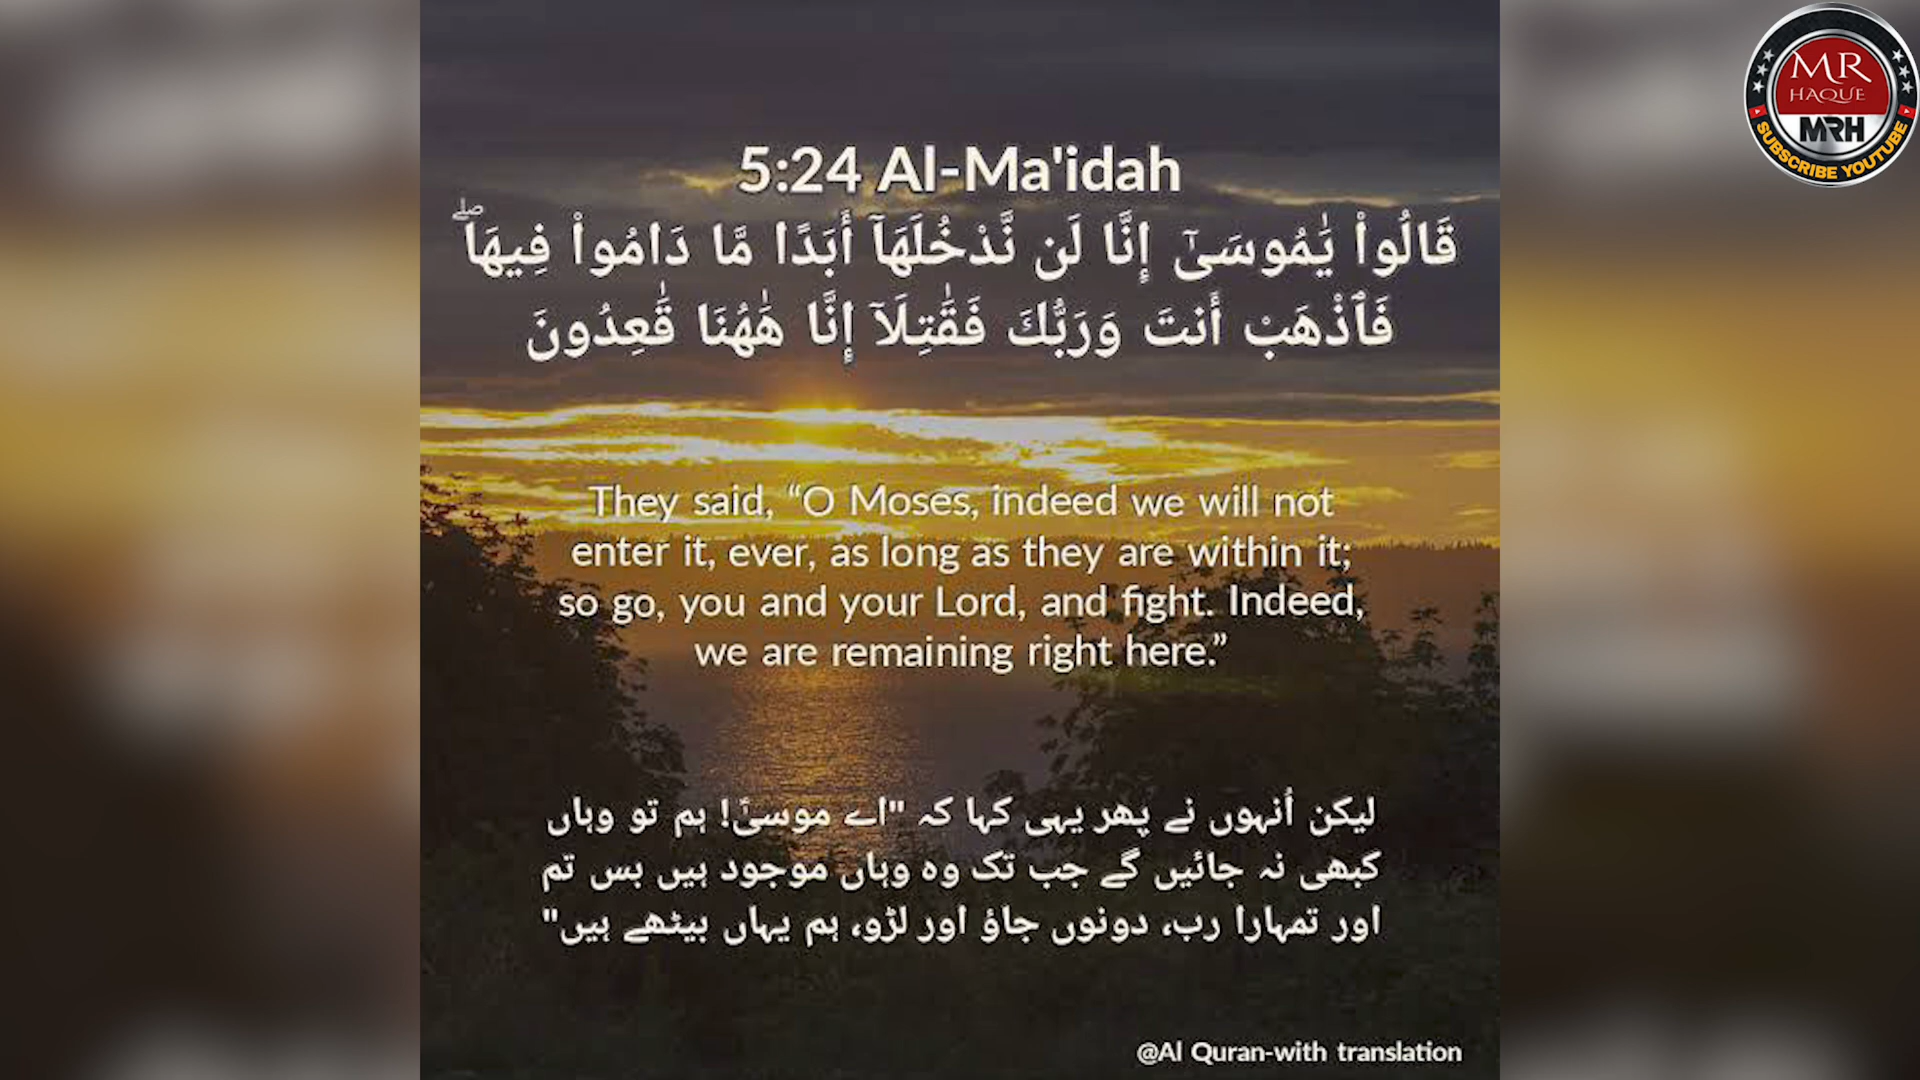 5:24 Al-Ma'idah
قَالُوا۟ يَٰمُوسَىٰٓ إِنَّا لَن نَّدْخُلَهَآ أَبَدًا مَّا دَامُوا۟ فِيهَا ۖ
فَٱذْهَبْ أَنتَ وَرَبُّكَ فَقَٰتِلَآ إِنَّا هَٰهُنَا قَٰعِدُونَ
They said, “O Moses, indeed we will not
enter it, ever, as long as they are within it;
so go, you and your Lord, and fight. Indeed,
we are remaining right here.”
لیکن اُنہوں نے پھر یہی کہا کہ "اے موسیٰؑ! ہم تو وہاں
کبھی نہ جائیں گے جب تک وہ وہاں موجود ہیں بس تم
اور تمہارا رب، دونوں جاؤ اور لڑو، ہم یہاں بیٹھے ہیں"
@Al Quran-with translation
MR
HAQUE
MRH
SUBSCRIBE YOUTUBE